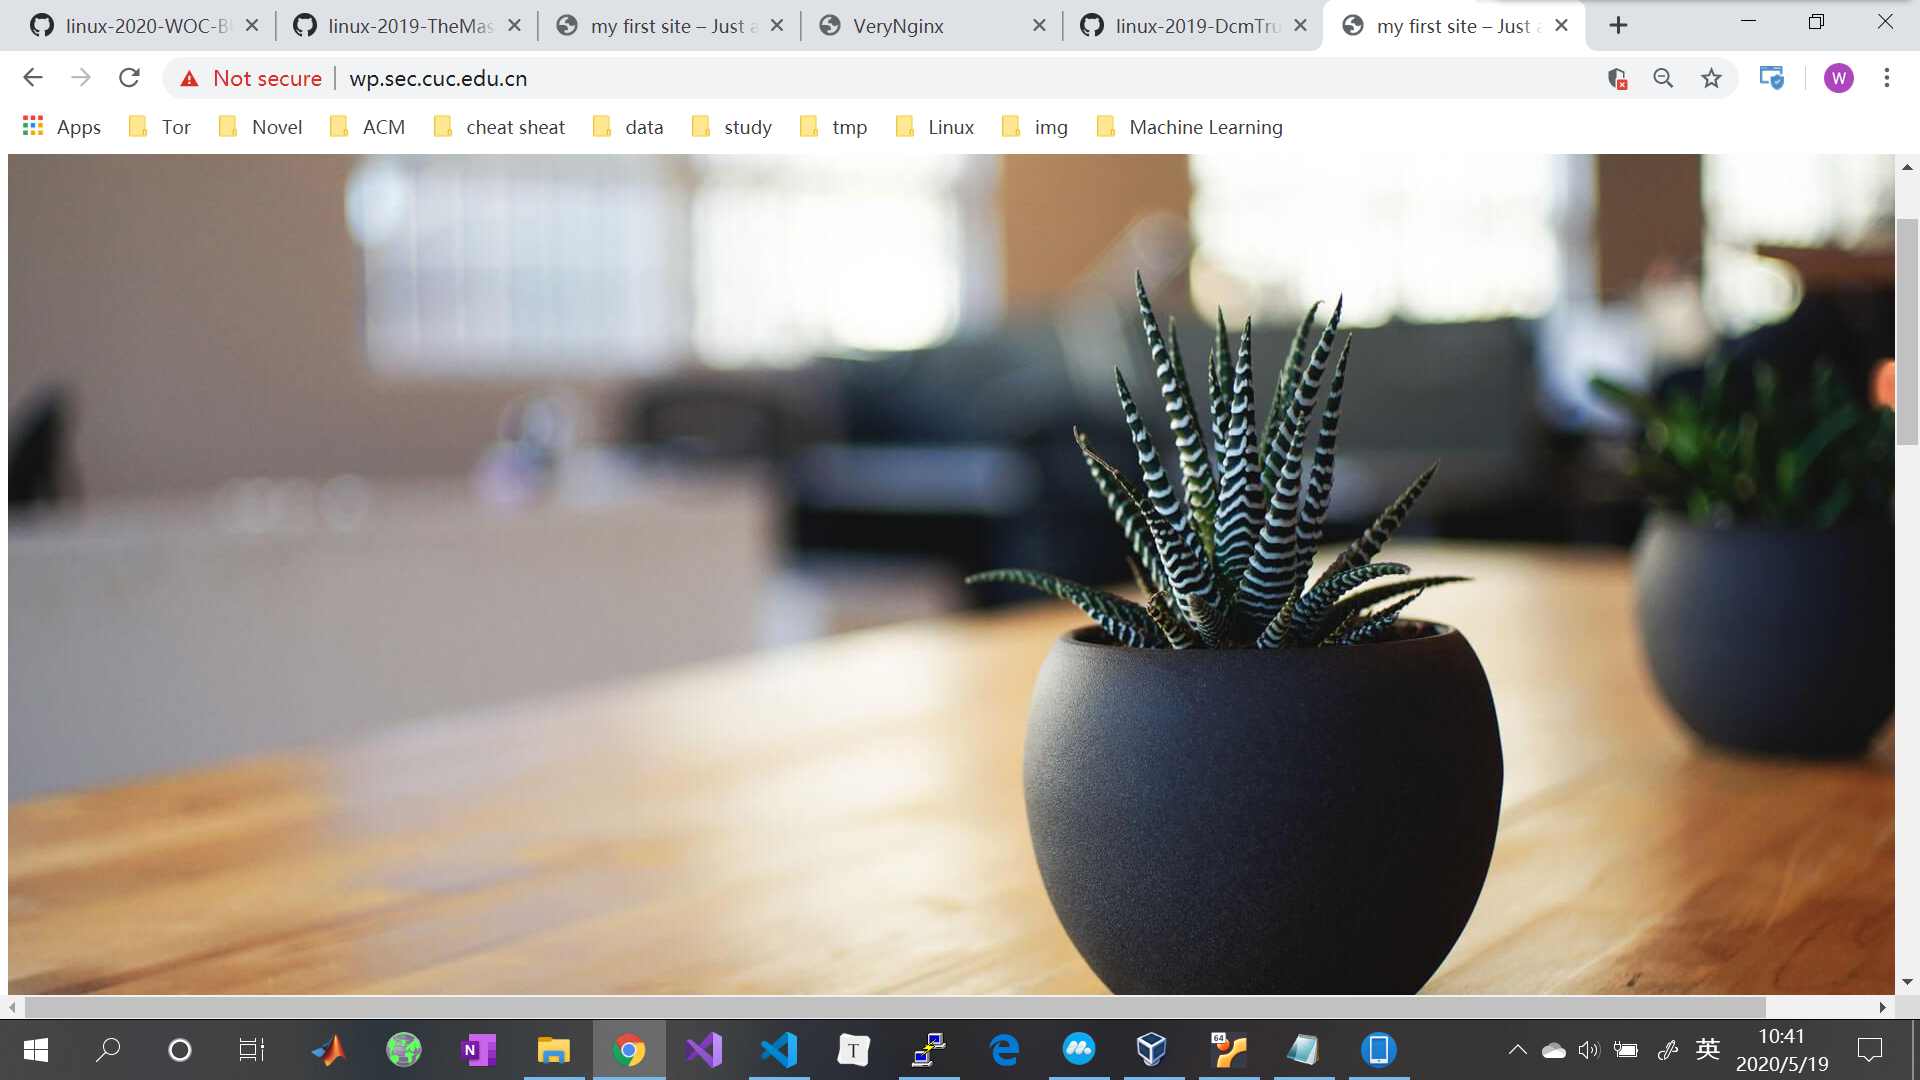 linux-2020-WOC-B
linux-2019-TheMas
my first site – Just a
VeryNginx
linux-2019-DcmTru
my first site – Just a
Not secure
wp.sec.cuc.edu.cn
W
Apps
Tor
Novel
ACM
cheat sheat
data
study
tmp
Linux
img
Machine Learning
N
T
64
英
10:41
2020/5/19